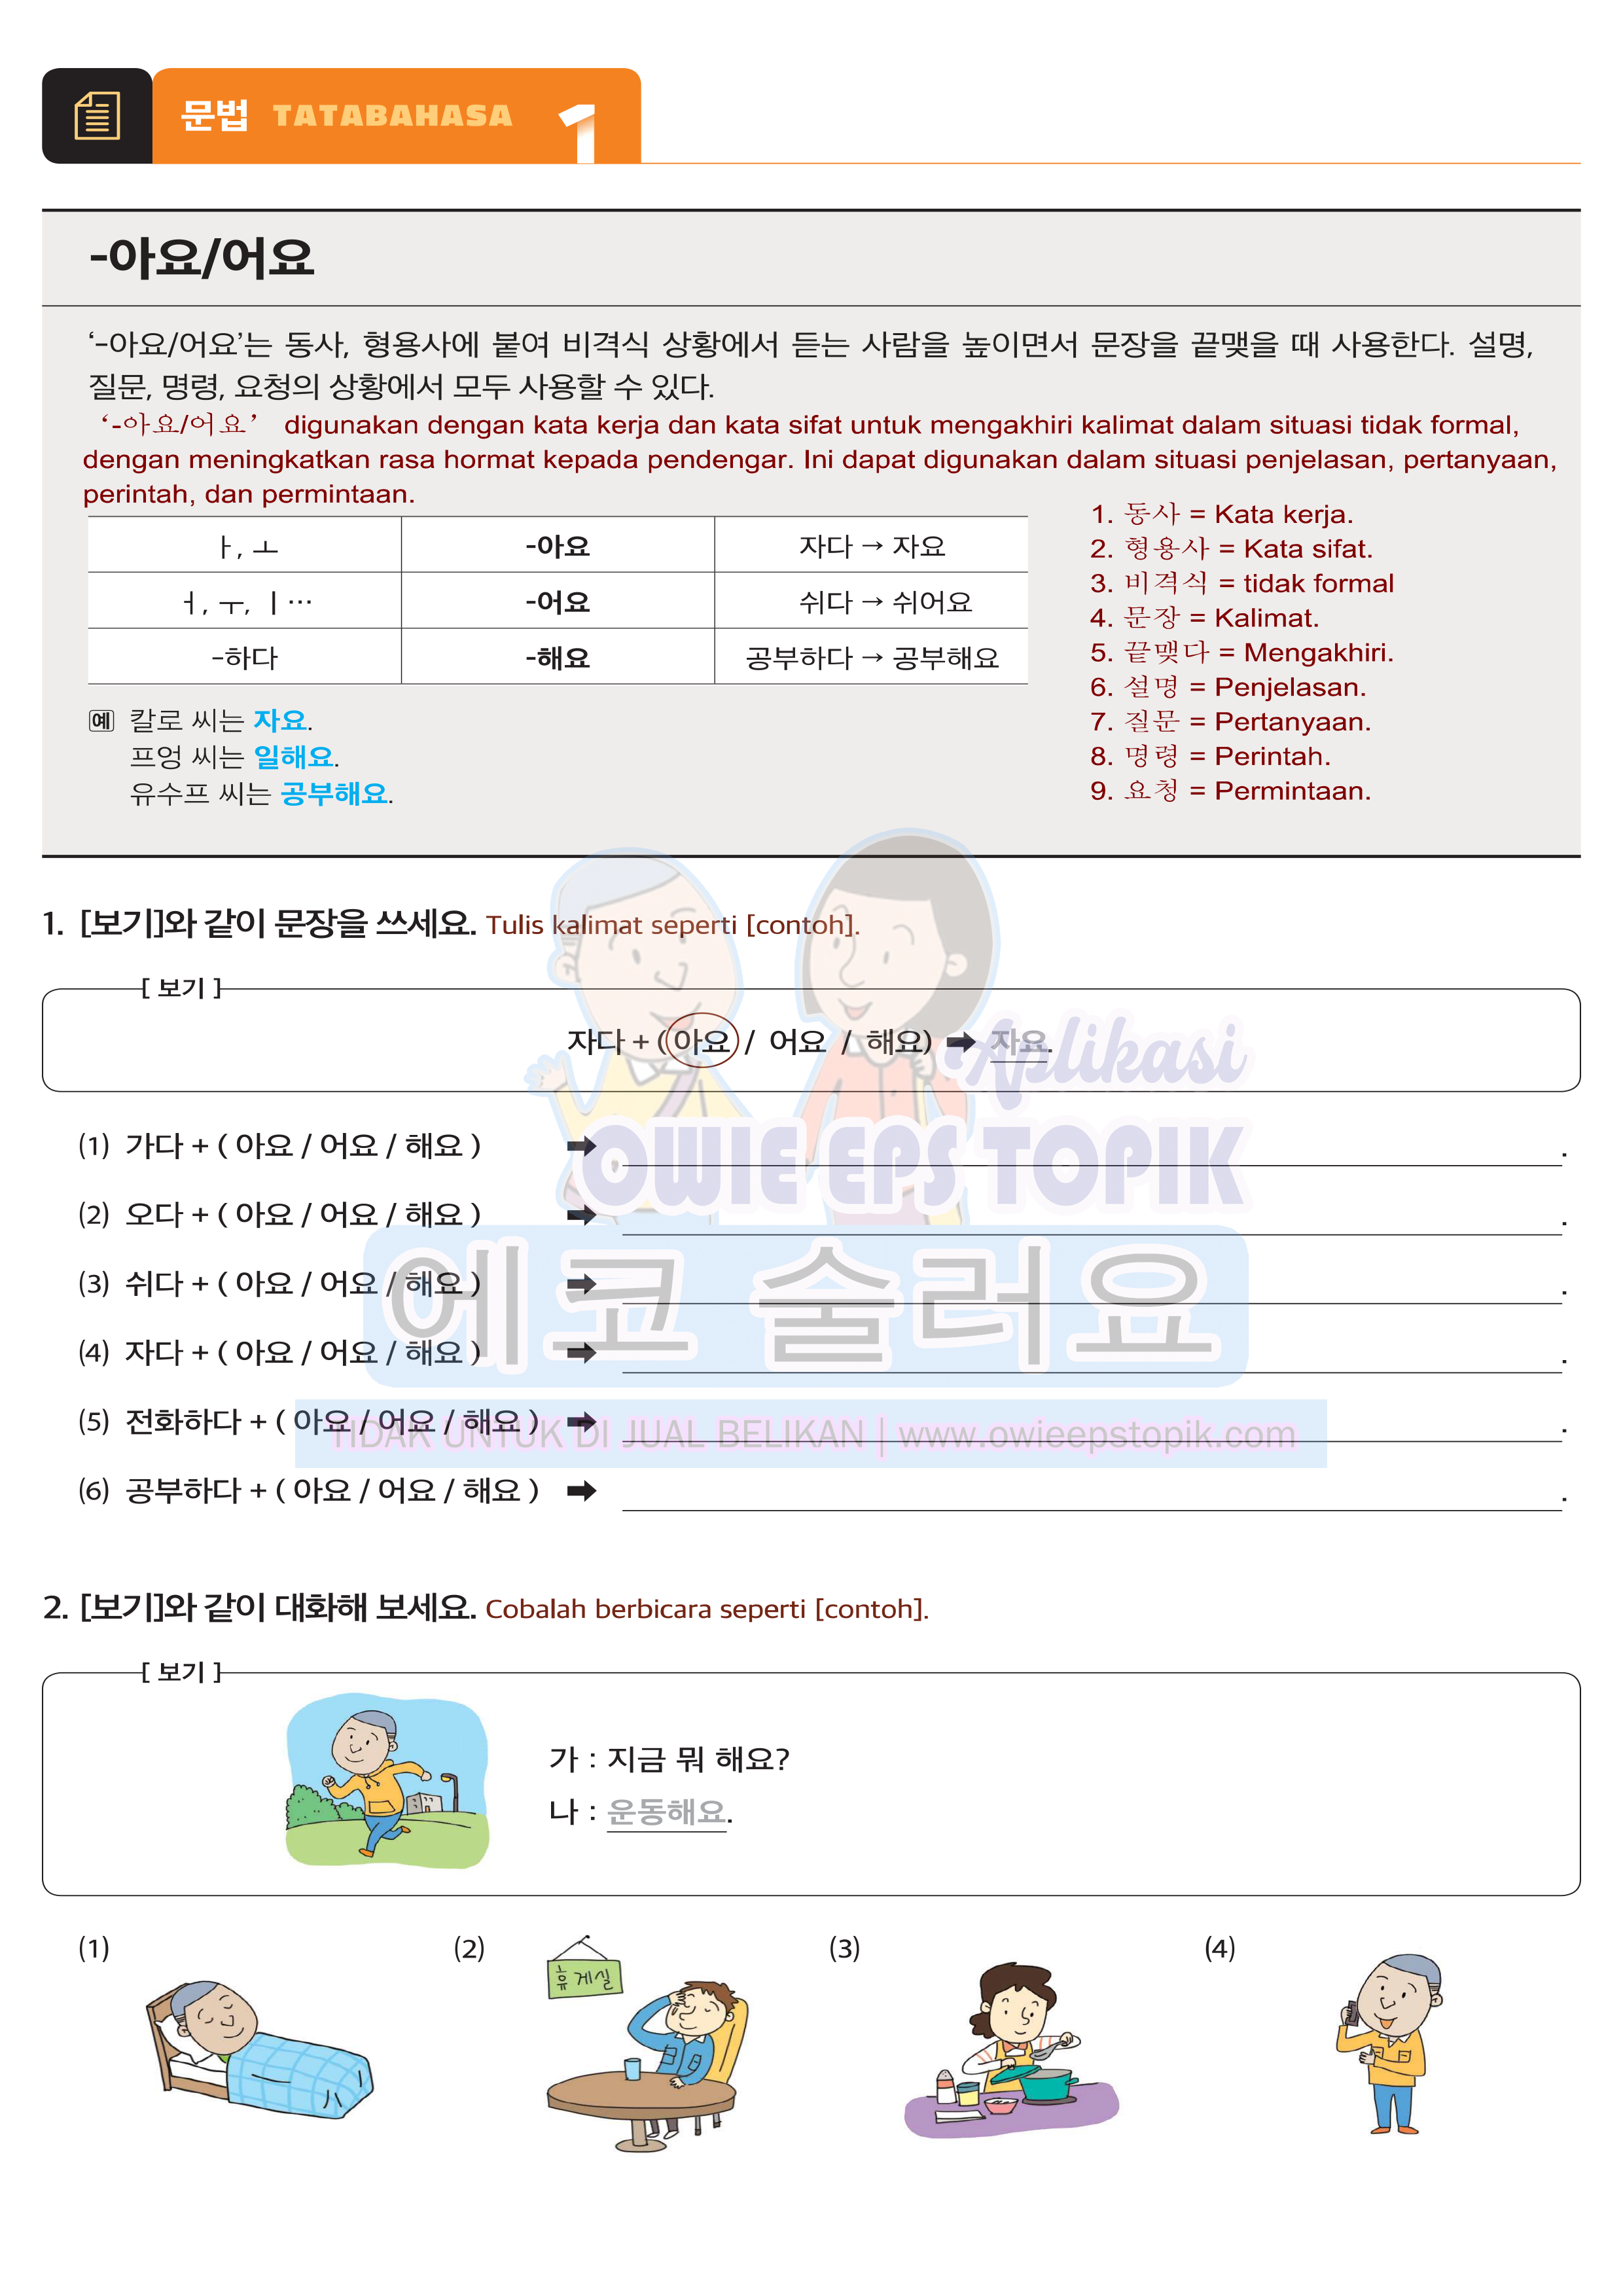 문법 TATABAHASA 1
-아요/어요
‘-아요/어요’는 동사, 형용사에 붙여 비격식 상황에서 듣는 사람을 높이면서 문장을 끝맺을 때 사용한다. 설명,
질문, 명령, 요청의 상황에서 모두 사용할 수 있다.
‘-아요/어요’ digunakan dengan kata kerja dan kata sifat untuk mengakhiri kalimat dalam situasi tidak formal,
dengan meningkatkan rasa hormat kepada pendengar. Ini dapat digunakan dalam situasi penjelasan, pertanyaan,
perintah, dan permintaan.
ㅏ, ㅗ -아요 자다 → 자요
ㅓ, ㅜ, ㅣ… -어요 쉬다 → 쉬어요
-하다 -해요 공부하다 → 공부해요
예 칼로 씨는 자요.
프엉 씨는 일해요.
유수프 씨는 공부해요.
1. 동사 = Kata kerja.
2. 형용사 = Kata sifat.
3. 비격식 = tidak formal
4. 문장 = Kalimat.
5. 끝맺다 = Mengakhiri.
6. 설명 = Penjelasan.
7. 질문 = Pertanyaan.
8. 명령 = Perintah.
9. 요청 = Permintaan.
1. [보기]와 같이 문장을 쓰세요. Tulis kalimat seperti [contoh].
[ 보기 ]
자다 + (아요 / 어요 / 해요) ➡ 자요.
(1) 가다 + ( 아요 / 어요 / 해요 ) ➡ .
(2) 오다 + ( 아요 / 어요 / 해요 ) ➡ .
(3) 쉬다 + ( 아요 / 어요 / 해요 ) ➡ .
(4) 자다 + ( 아요 / 어요 / 해요 ) ➡ .
(5) 전화하다 + ( 아요 / 어요 / 해요 ) ➡ .
(6) 공부하다 + ( 아요 / 어요 / 해요 ) ➡ .
Aplikasi
OWIE EPS TOPIK
에코 술러요
TIDAK UNTUK DI JUAL BELIKAN | www.owieepstopik.com
2. [보기]와 같이 대화해 보세요. Cobalah berbicara seperti [contoh].
[ 보기 ]
가 : 지금 뭐 해요?
나 : 운동해요.
(1) (2) (3) (4)
휴게실